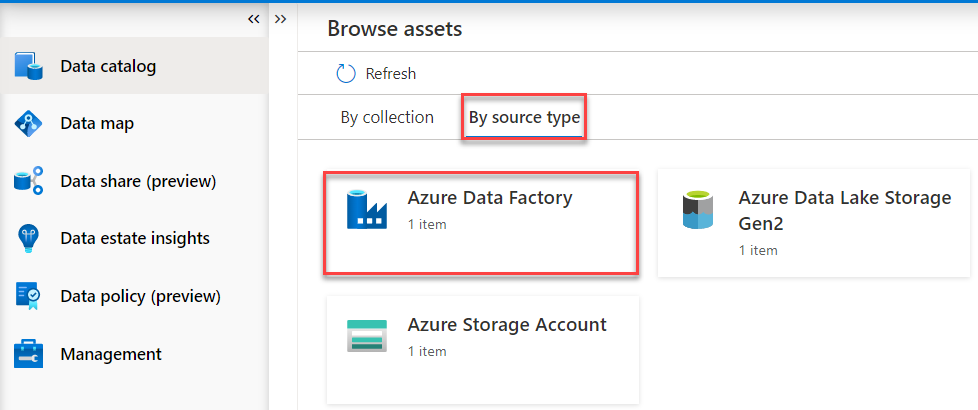 Browse assets
Data catalog
Data map
Data share (preview)
Data estate insights
Data policy (preview)
Management
Refresh
By collection
By source type
Azure Data Factory
1 item
Azure Data Lake Storage
Gen2
1 item
Azure Storage Account
1 item